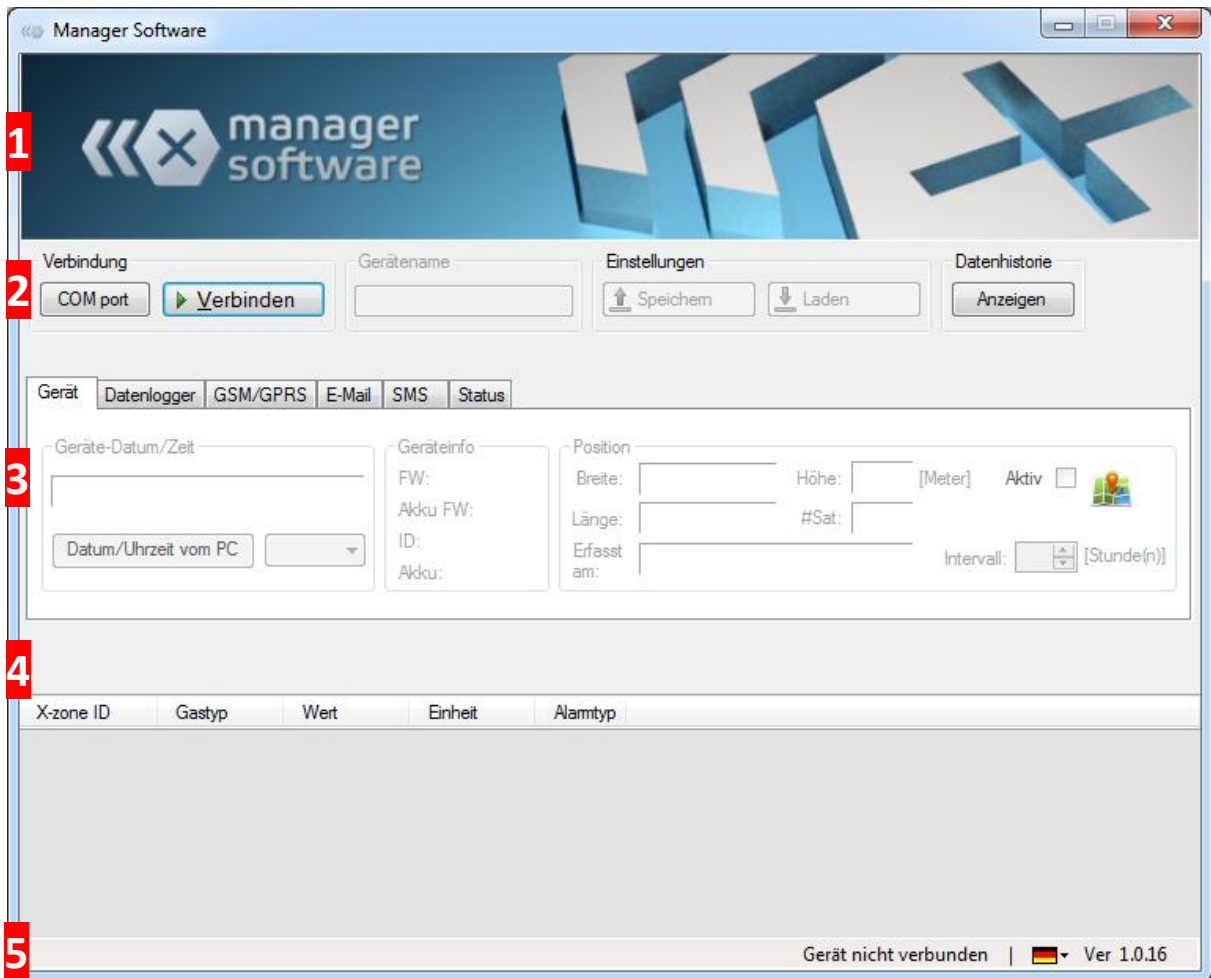 Manager Software
1
manager
software
Verbindung
Gerätename
Einstellungen
Datenhistorie
2
COM port
Verbinden
Speichern
Laden
Anzeigen
Gerät
Datenlogger
GSM/GPRS
E-Mail
SMS
Status
Geräte-Datum/Zeit
Geräteinfo
Position
3
FW:
Breite:
Höhe:
[Meter]
Aktiv
Akku FW:
Länge:
#Sat:
Datum/Uhrzeit vom PC
ID:
Erfasst
am:
Intervall:
[Stunde(n)]
Akku:
4
X-zone ID
Gastyp
Wert
Einheit
Alarmtyp
5
Gerät nicht verbunden | Ver 1.0.16